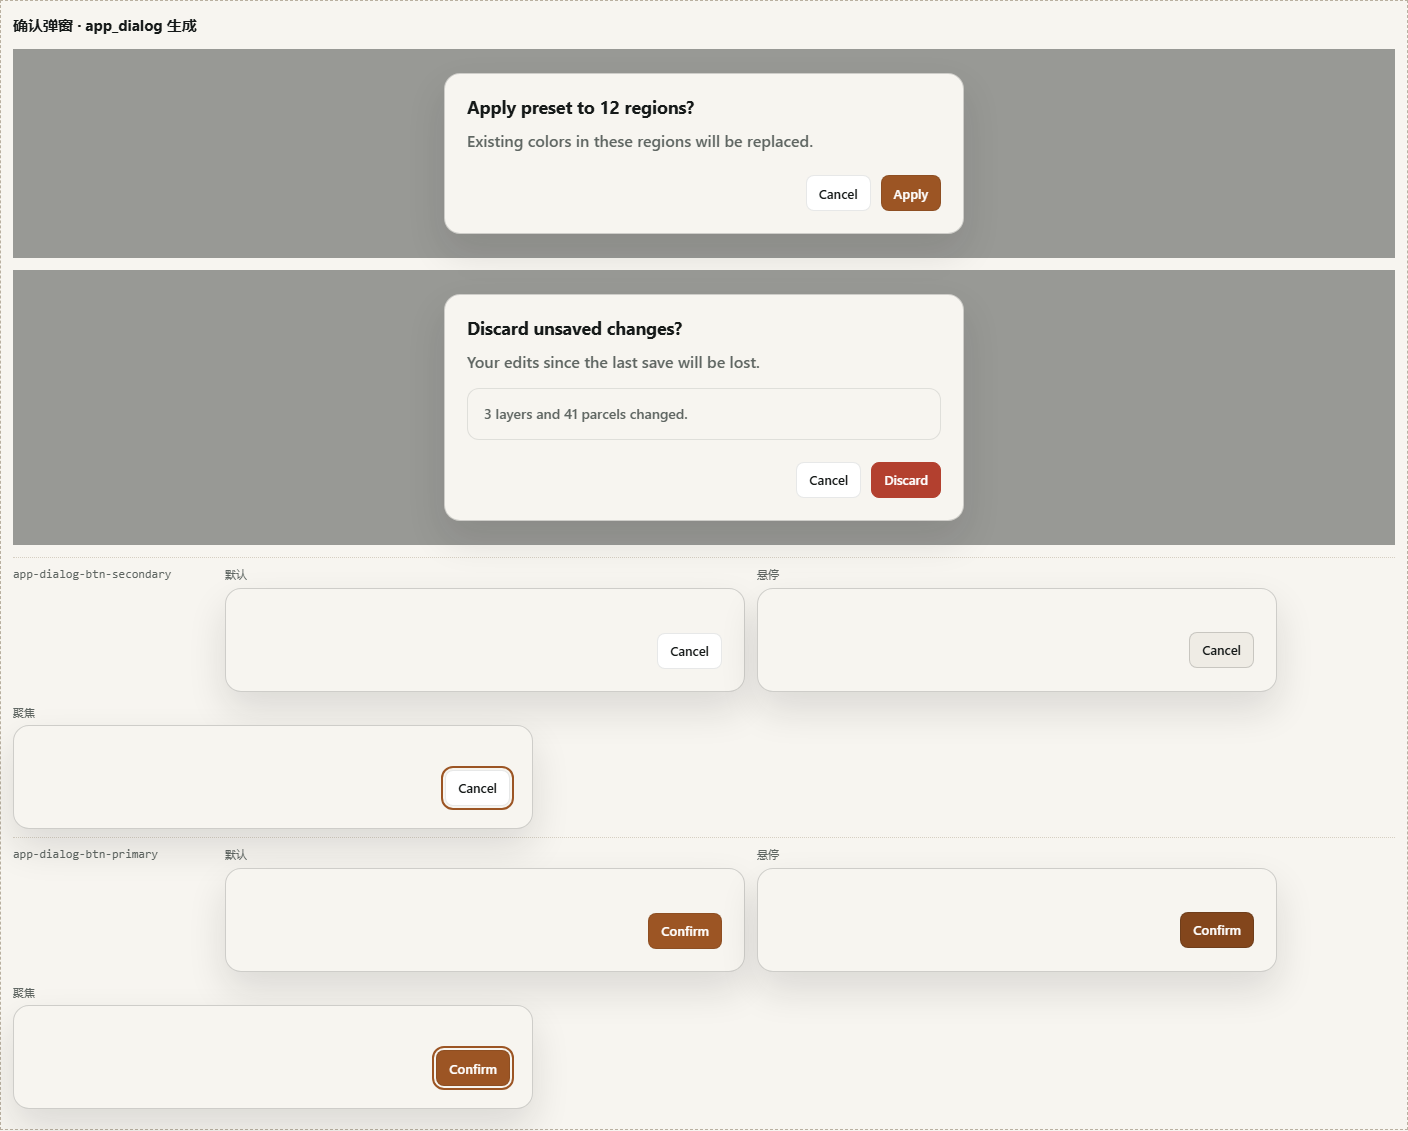 确认弹窗 · app_dialog 生成
Apply preset to 12 regions?
Existing colors in these regions will be replaced.
Cancel
Apply
Discard unsaved changes?
Your edits since the last save will be lost.
3 layers and 41 parcels changed.
Cancel
Discard
app-dialog-btn-secondary
默认
悬停
Cancel
Cancel
聚焦
Cancel
app-dialog-btn-primary
默认
悬停
Confirm
Confirm
聚焦
Confirm